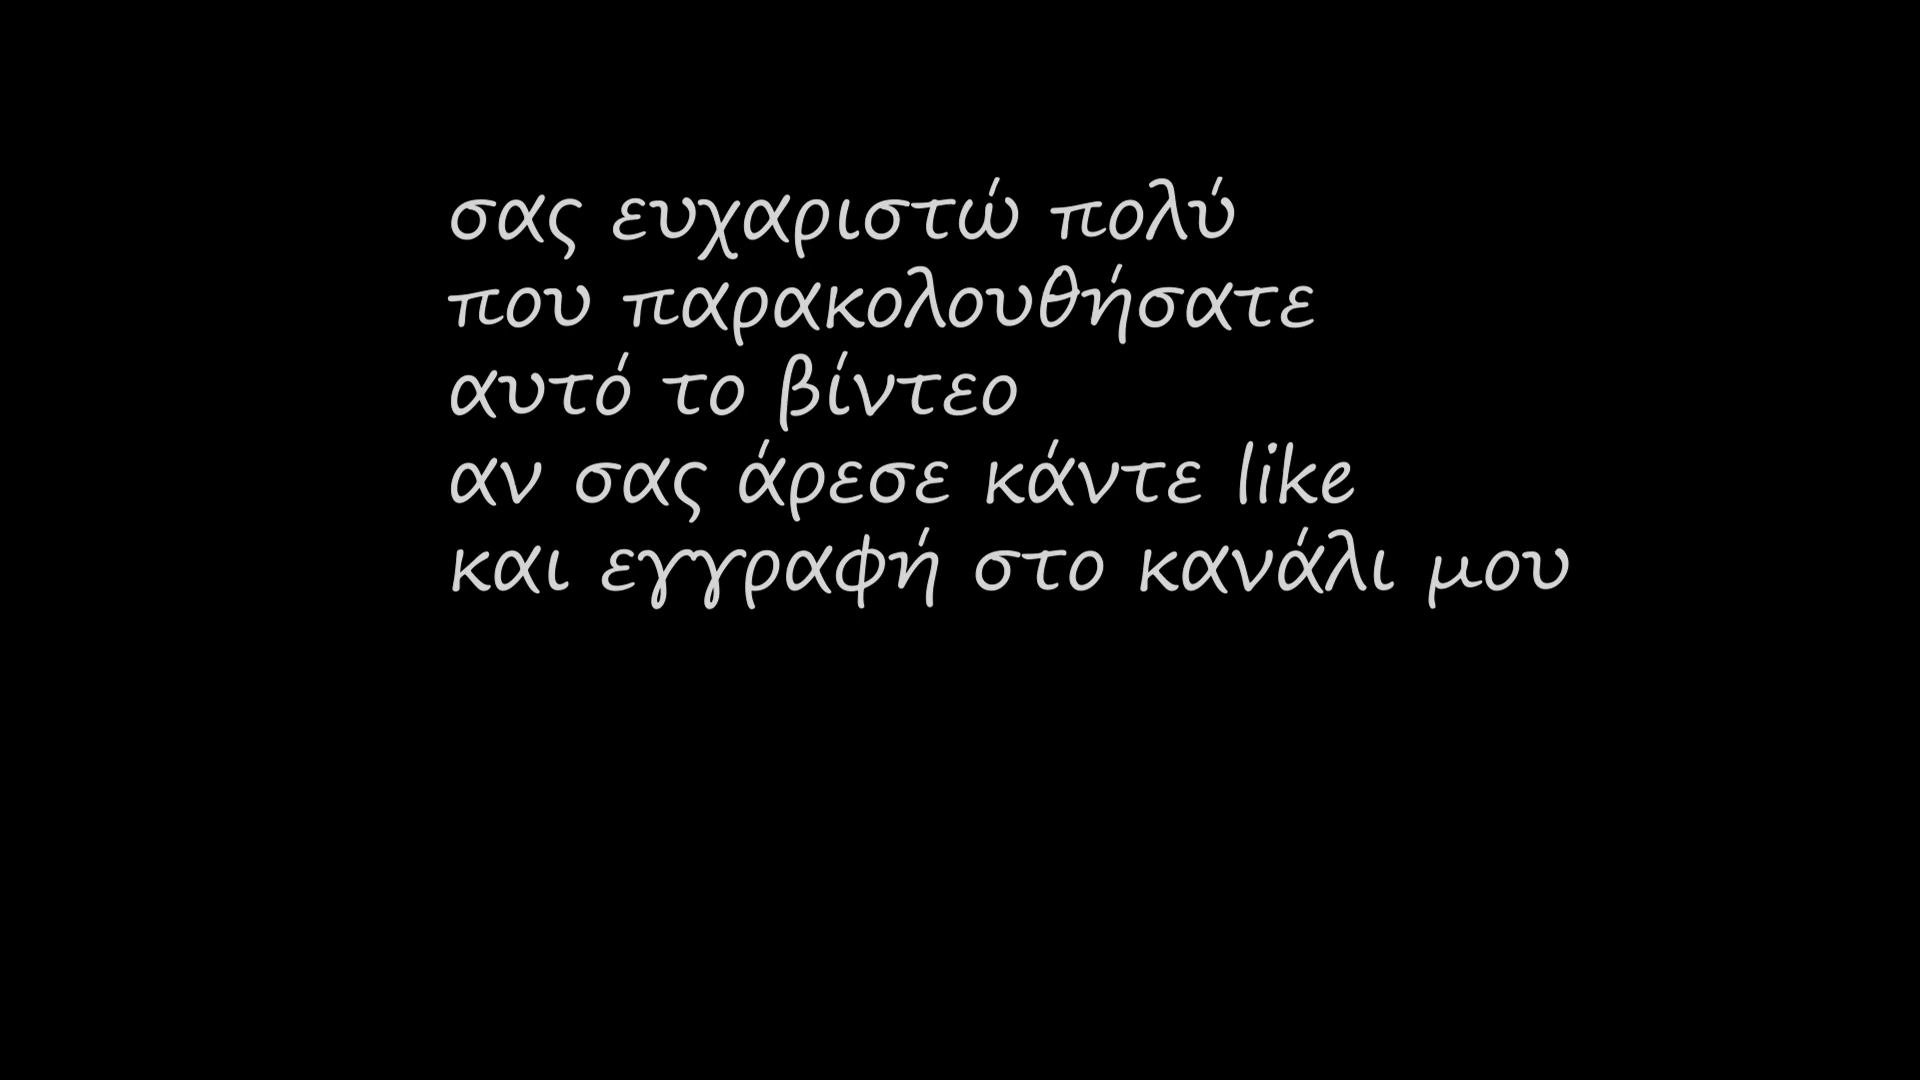 σας ευχαριστώ πολύ
που παρακολουθήσατε
αυτό το βίντεο
αν σας άρεσε κάντε like
και εγγραφή στο κανάλι μου